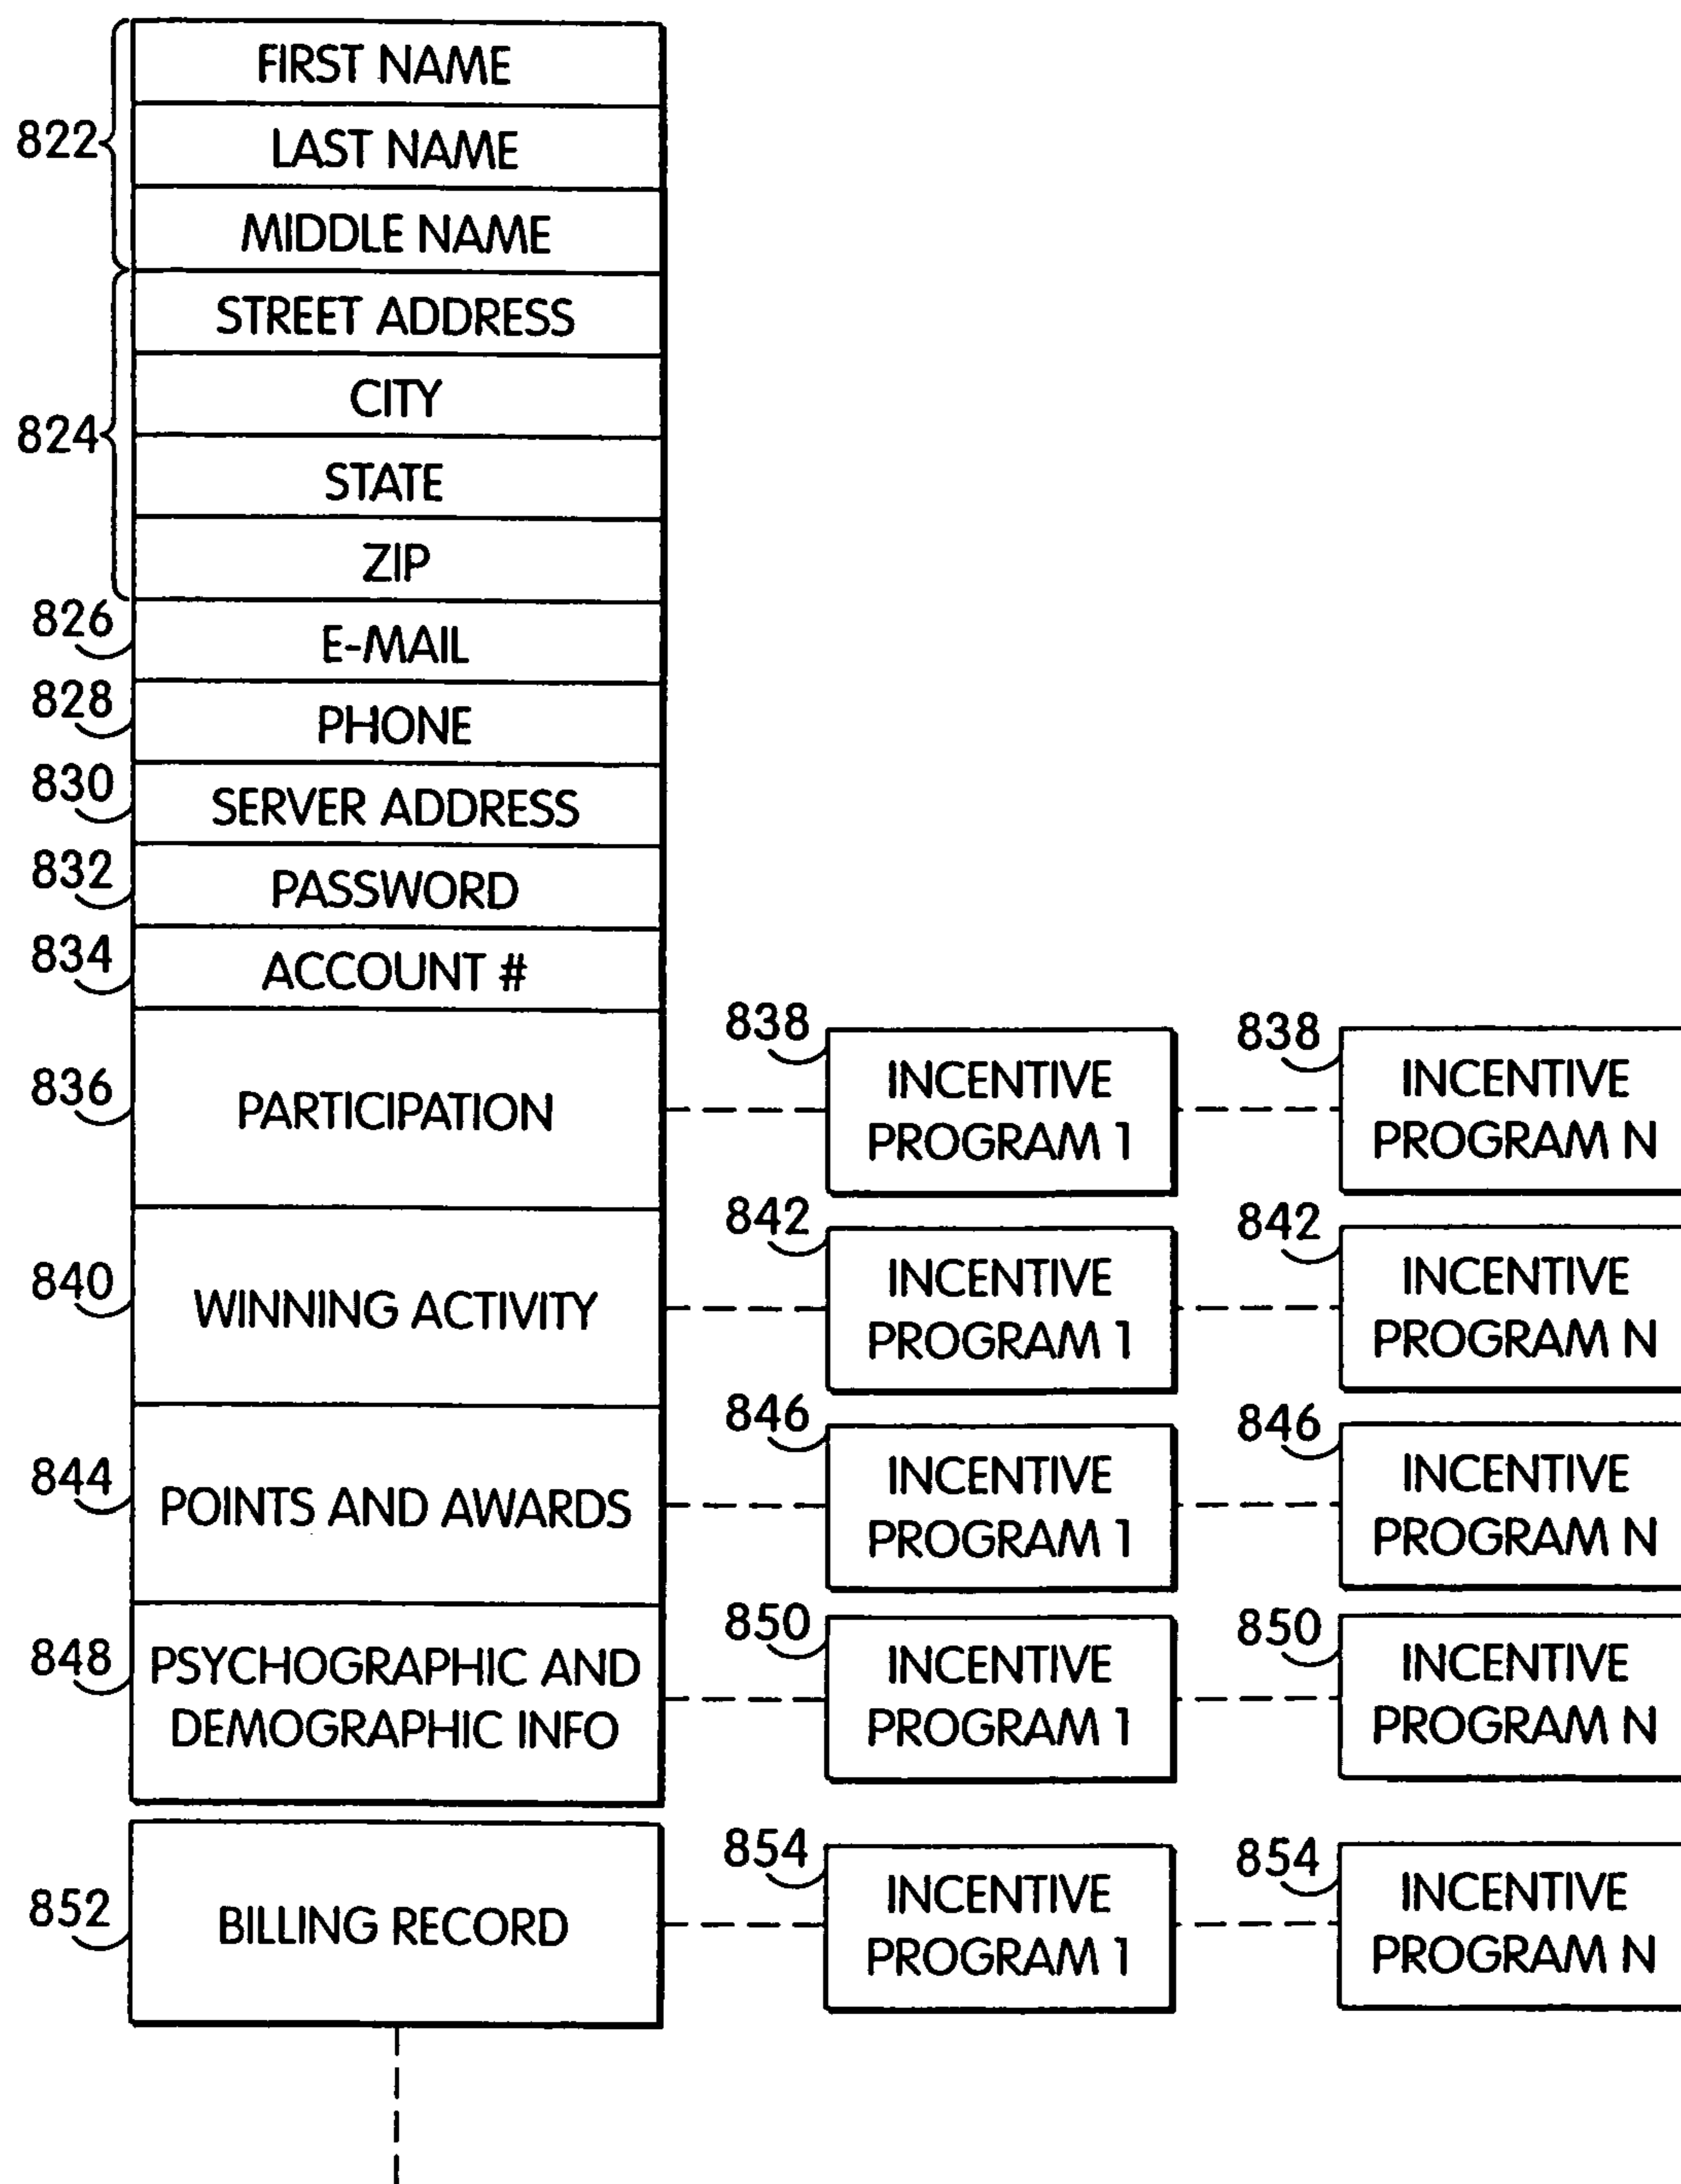 FIRST NAME
822
LAST NAME
MIDDLE NAME
STREET ADDRESS
CITY
824
STATE
ZIP
826
E-MAIL
828
PHONE
830
SERVER ADDRESS
832
PASSWORD
834
ACCOUNT #
836
PARTICIPATION
838
INCENTIVE
PROGRAM 1
838
INCENTIVE
PROGRAM N
840
WINNING ACTIVITY
842
INCENTIVE
PROGRAM 1
842
INCENTIVE
PROGRAM N
844
POINTS AND AWARDS
846
INCENTIVE
PROGRAM 1
846
INCENTIVE
PROGRAM N
848
PSYCHOGRAPHIC AND
DEMOGRAPHIC INFO
850
INCENTIVE
PROGRAM 1
850
INCENTIVE
PROGRAM N
852
BILLING RECORD
854
INCENTIVE
PROGRAM 1
854
INCENTIVE
PROGRAM N